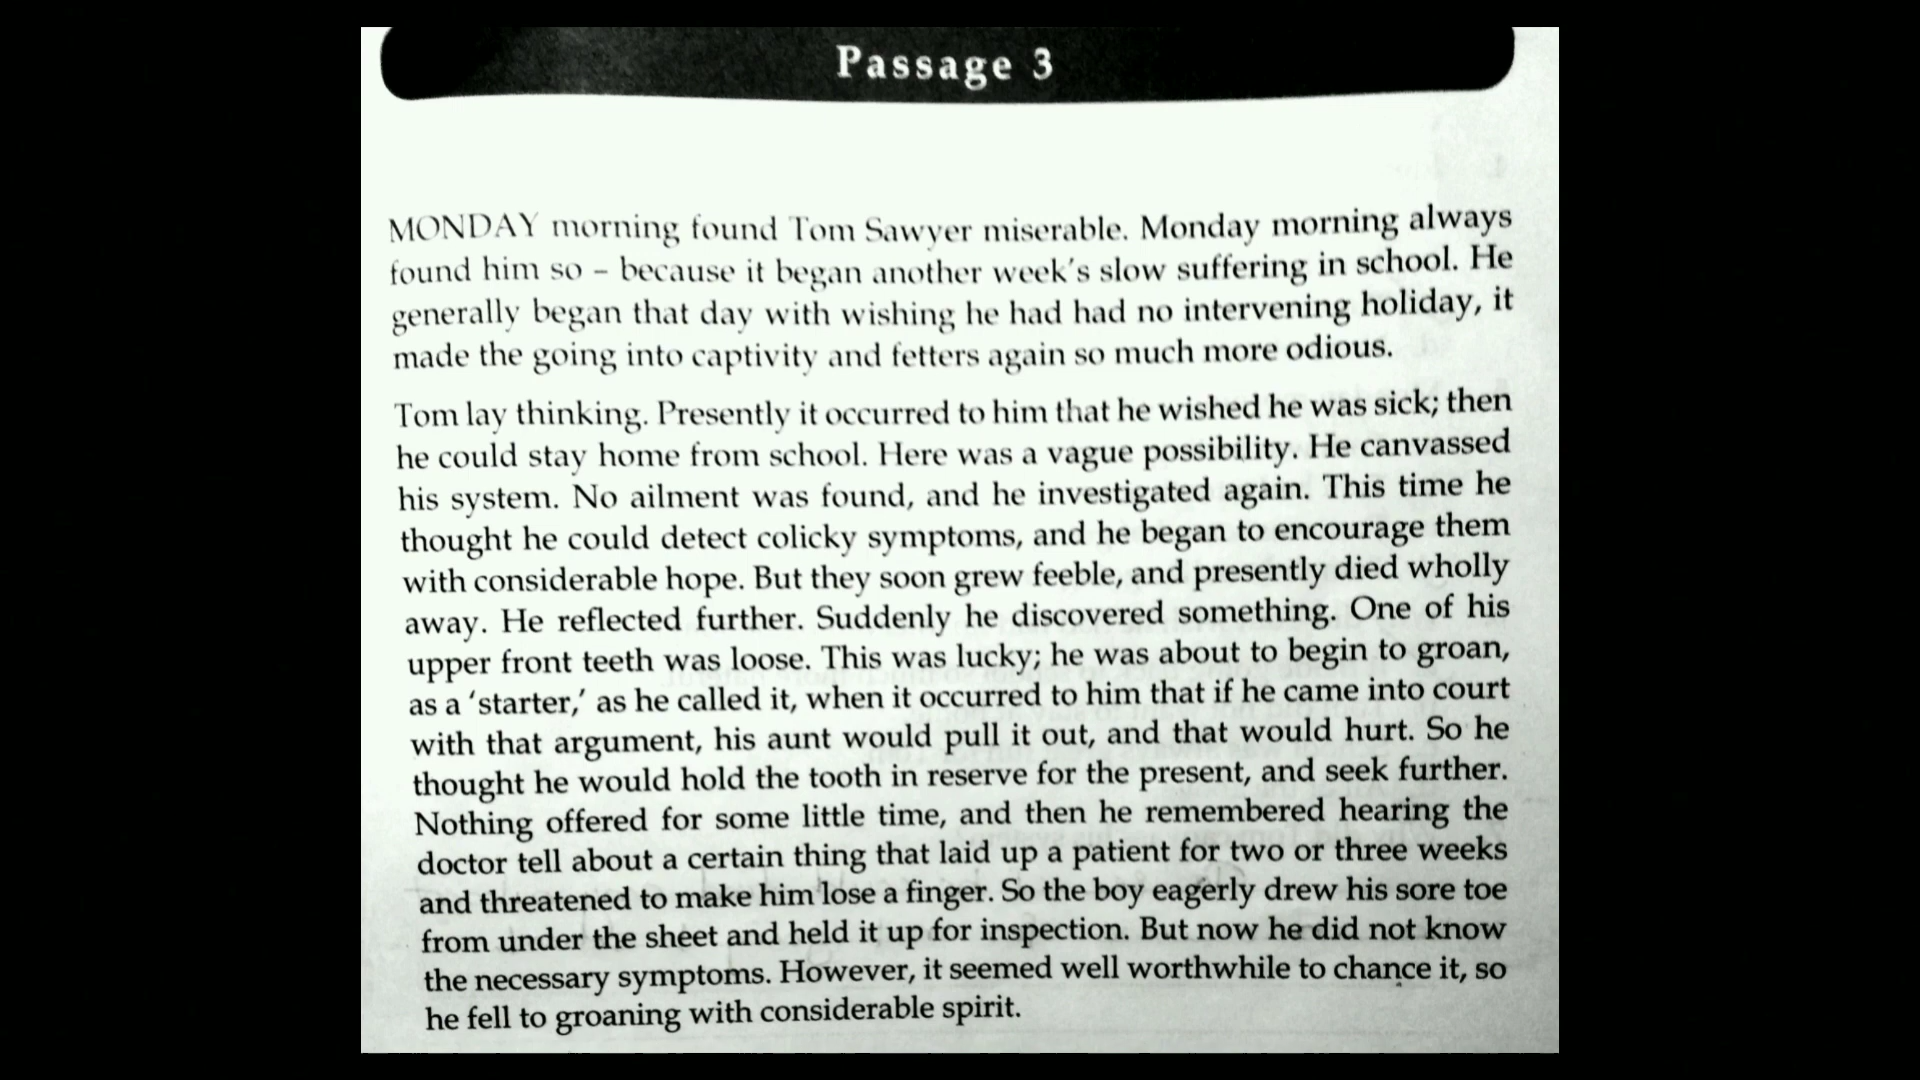 Passage 3
MONDAY morning found Tom Sawyer miserable. Monday morning always
found him so – because it began another week's slow suffering in school. He
generally began that day with wishing he had had no intervening holiday, it
made the going into captivity and fetters again so much more odious.
Tom lay thinking. Presently it occurred to him that he wished he was sick; then
he could stay home from school. Here was a vague possibility. He canvassed
his system. No ailment was found, and he investigated again. This time he
thought he could detect colicky symptoms, and he began to encourage them
with considerable hope. But they soon grew feeble, and presently died wholly
away. He reflected further. Suddenly he discovered something. One of his
upper front teeth was loose. This was lucky; he was about to begin to groan,
as a 'starter,' as he called it, when it occurred to him that if he came into court
with that argument, his aunt would pull it out, and that would hurt. So he
thought he would hold the tooth in reserve for the present, and seek further.
Nothing offered for some little time, and then he remembered hearing the
doctor tell about a certain thing that laid up a patient for two or three weeks
and threatened to make him lose a finger. So the boy eagerly drew his sore toe
from under the sheet and held it up for inspection. But now he did not know
the necessary symptoms. However, it seemed well worthwhile to chance it, so
he fell to groaning with considerable spirit.